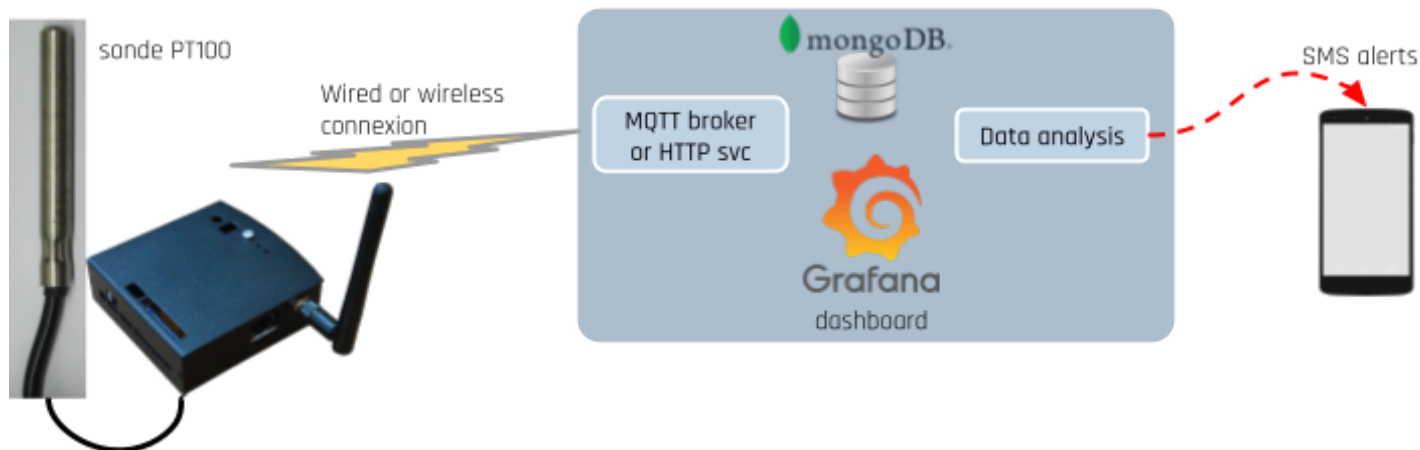 sonde PT100
Wired or wireless
connexion
mongoDB.
MQTT broker
or HTTP svc
Data analysis
Grafana
dashboard
SMS alerts